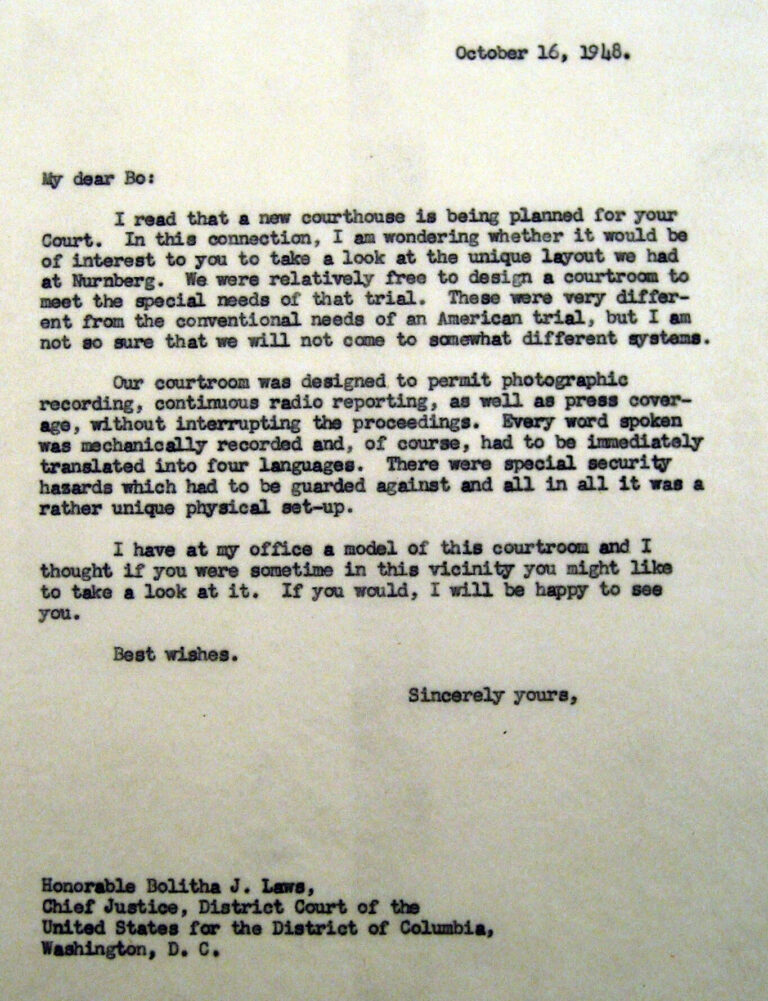 October 16, 1948.
My dear Bo:
I read that a new courthouse is being planned for your
Court. In this connection, I am wondering whether it would be
of interest to you to take a look at the unique layout we had
at Nurnberg. We were relatively free to design a courtroom to
meet the special needs of that trial. These were very differ-
ent from the conventional needs of an American trial, but I am
not so sure that we will not come to somewhat different systems.
Our courtroom was designed to permit photographic
recording, continuous radio reporting, as well as press cover-
age, without interrupting the proceedings. Every word spoken
was mechanically recorded and, of course, had to be immediately
translated into four languages. There were special security
hazards which had to be guarded against and all in all it was a
rather unique physical set-up.
I have at my office a model of this courtroom and I
thought if you were sometime in this vicinity you might like
to take a look at it. If you would, I will be happy to see
you.
Best wishes.
Sincerely yours,
Honorable Bolitha J. Laws,
Chief Justice, District Court of the
United States for the District of Columbia,
Washington, D. C.